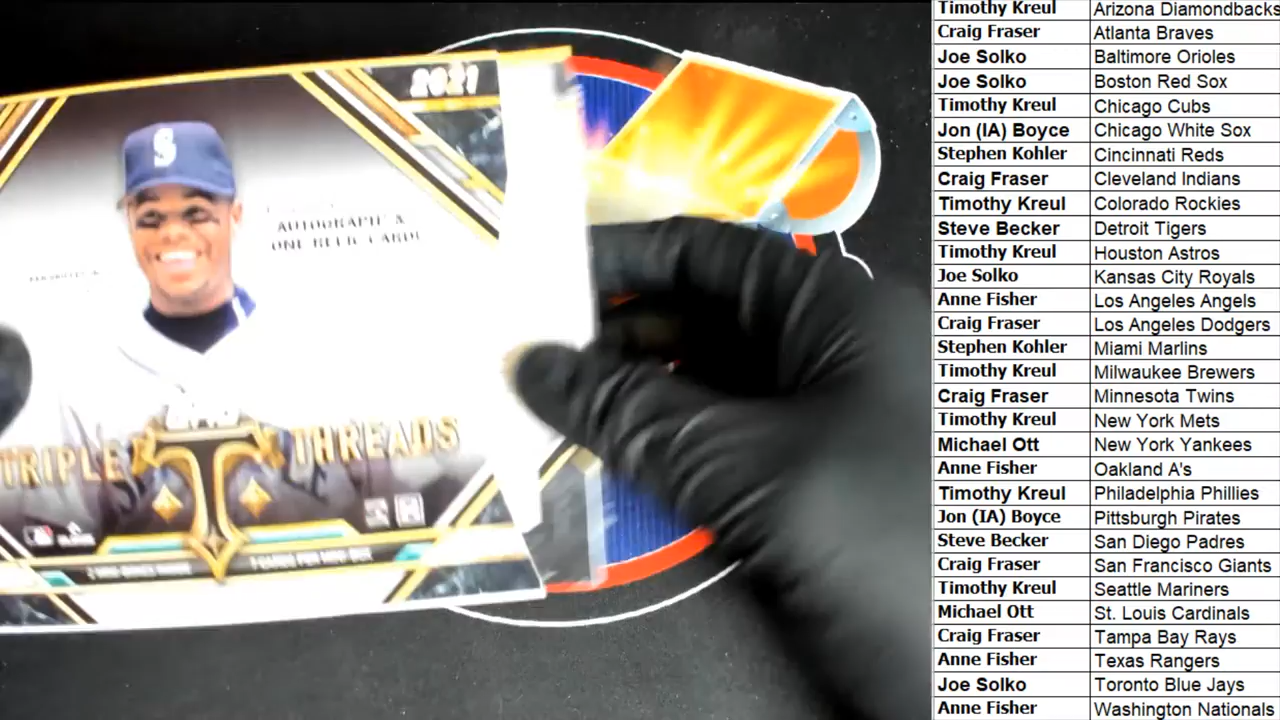 2021
AUTOGRAPH &
ONE RELIC CARD!
TRIPLE THREADS
S
Timothy Kreul Arizona Diamondbacks
Craig Fraser Atlanta Braves
Joe Solko Baltimore Orioles
Joe Solko Boston Red Sox
Timothy Kreul Chicago Cubs
Jon (IA) Boyce Chicago White Sox
Stephen Kohler Cincinnati Reds
Craig Fraser Cleveland Indians
Timothy Kreul Colorado Rockies
Steve Becker Detroit Tigers
Timothy Kreul Houston Astros
Joe Solko Kansas City Royals
Anne Fisher Los Angeles Angels
Craig Fraser Los Angeles Dodgers
Stephen Kohler Miami Marlins
Timothy Kreul Milwaukee Brewers
Craig Fraser Minnesota Twins
Timothy Kreul New York Mets
Michael Ott New York Yankees
Anne Fisher Oakland A's
Timothy Kreul Philadelphia Phillies
Jon (IA) Boyce Pittsburgh Pirates
Steve Becker San Diego Padres
Craig Fraser San Francisco Giants
Timothy Kreul Seattle Mariners
Michael Ott St. Louis Cardinals
Craig Fraser Tampa Bay Rays
Anne Fisher Texas Rangers
Joe Solko Toronto Blue Jays
Anne Fisher Washington Nationals